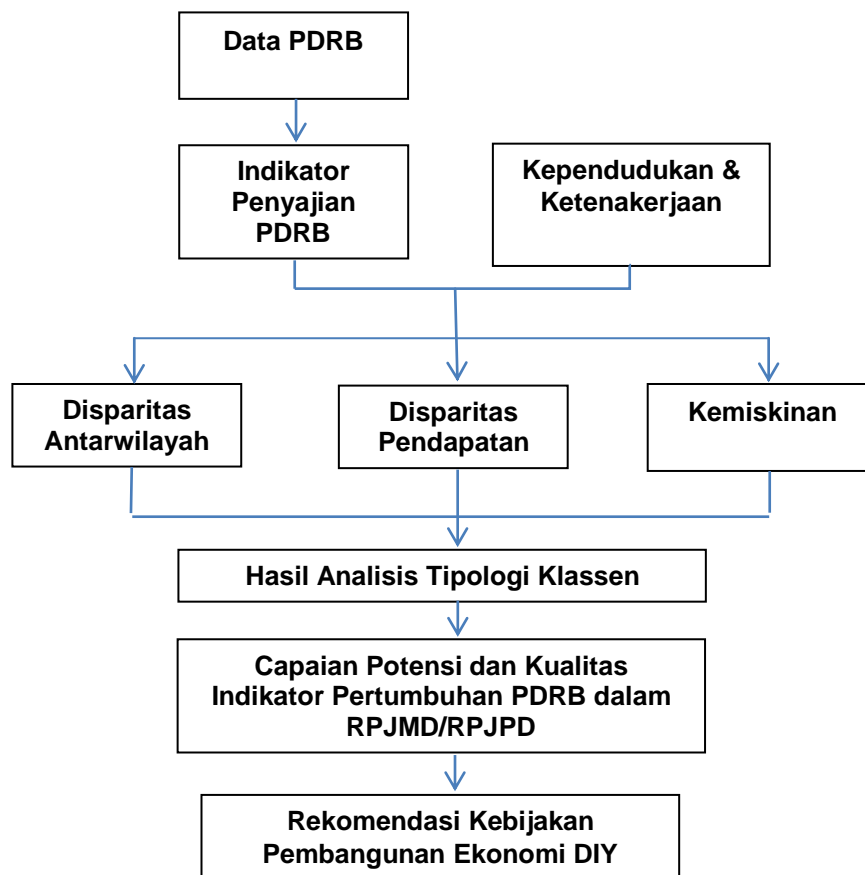 Data PDRB
Indikator
Penyajian
PDRB
Kependudukan &
Ketenakerjaan
Disparitas
Antarwilayah
Disparitas
Pendapatan
Kemiskinan
Hasil Analisis Tipologi Klassen
Capaian Potensi dan Kualitas
Indikator Pertumbuhan PDRB dalam
RPJMD/RPJPD
Rekomendasi Kebijakan
Pembangunan Ekonomi DIY